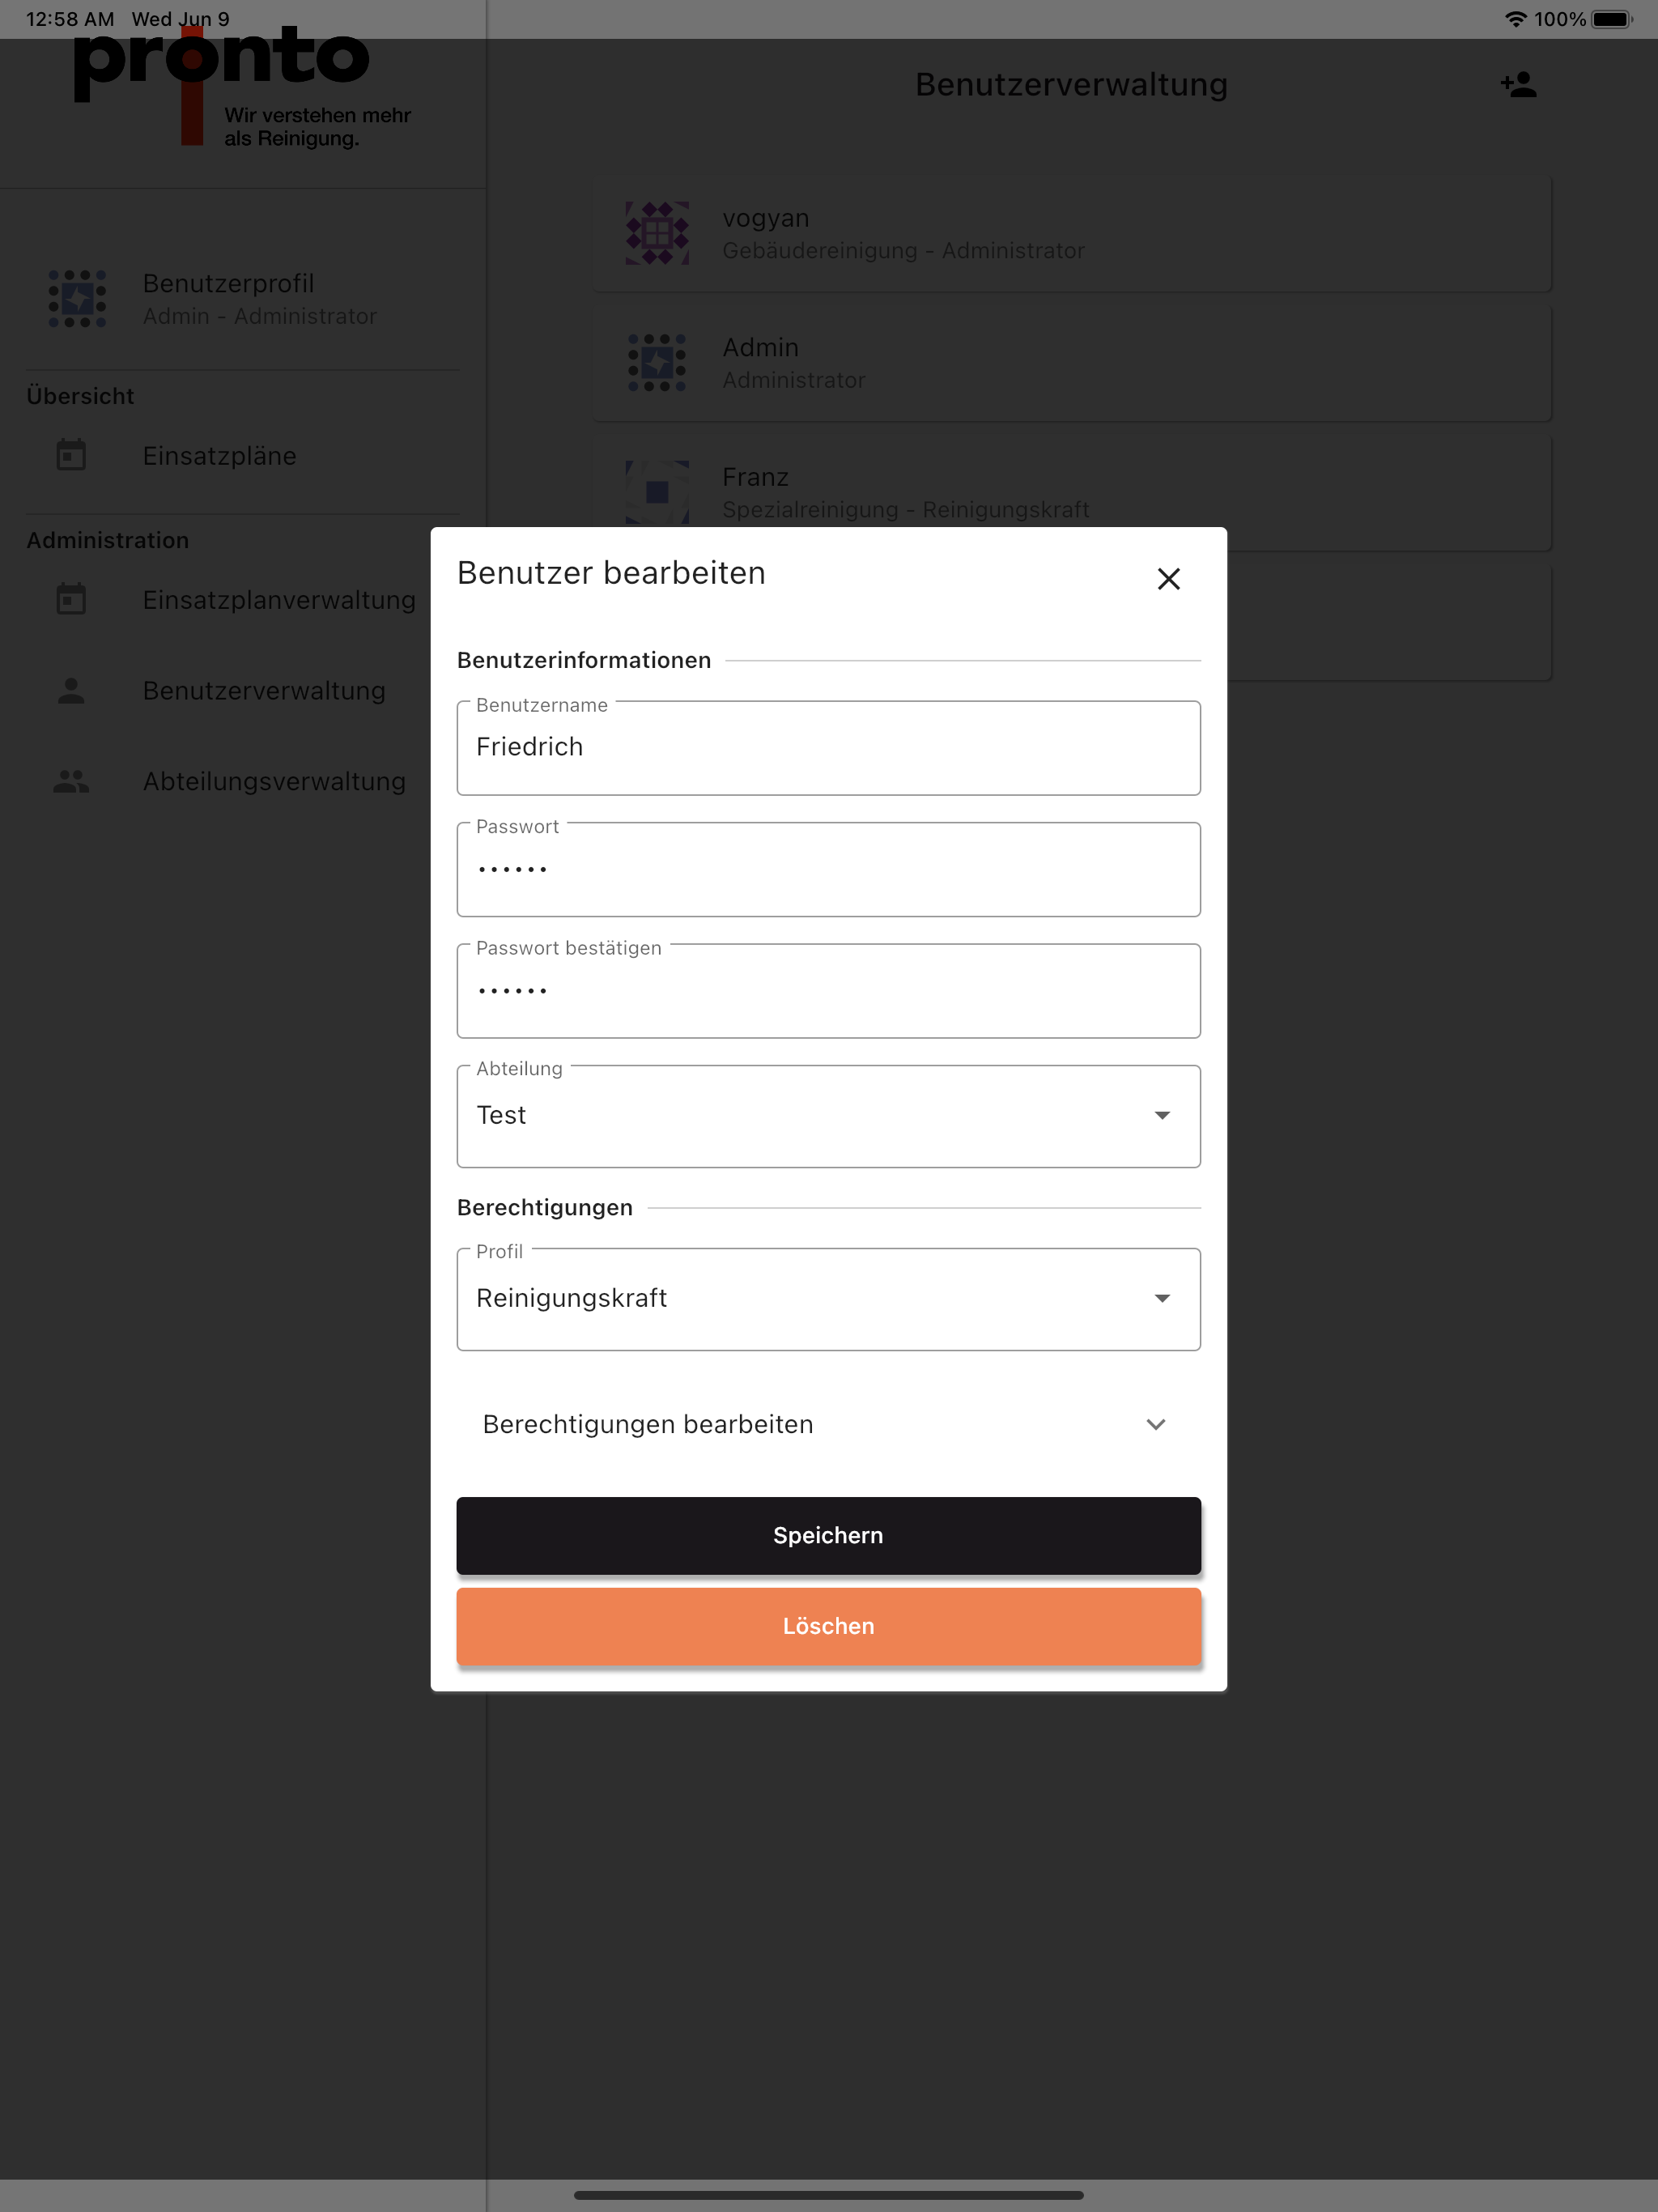 12:58 AM Wed Jun 9
100%
pronto
Wir verstehen mehr
als Reinigung.
Benutzerprofil
Admin - Administrator
Übersicht
Einsatzpläne
Administration
Einsatzplanverwaltung
Benutzerverwaltung
Abteilungsverwaltung
Benutzerverwaltung
vogyan
Gebäudereinigung - Administrator
Admin
Administrator
Franz
Spezialreinigung - Reinigungskraft
Benutzer bearbeiten
Benutzerinformationen
Benutzername
Friedrich
Passwort
••••••
Passwort bestätigen
••••••
Abteilung
Test
Berechtigungen
Profil
Reinigungskraft
Berechtigungen bearbeiten
Speichern
Löschen